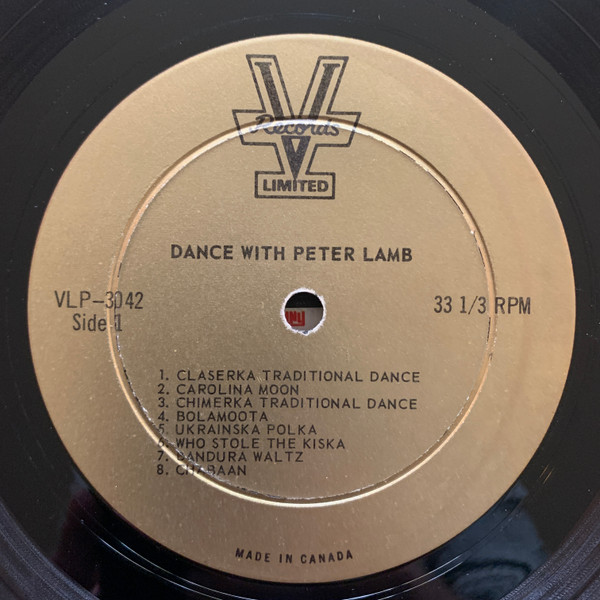 V
Records
LIMITED
DANCE WITH PETER LAMB
VLP-3042
Side 1
33 1/3 RPM
1. CLASERKA TRADITIONAL DANCE
2. CAROLINA MOON
3. CHIMERKA TRADITIONAL DANCE
4. BOLAMOOTA
5. UKRAINSKA POLKA
6. WHO STOLE THE KISKA
7. BANDURA WALTZ
8. CHABAAN
MADE IN CANADA